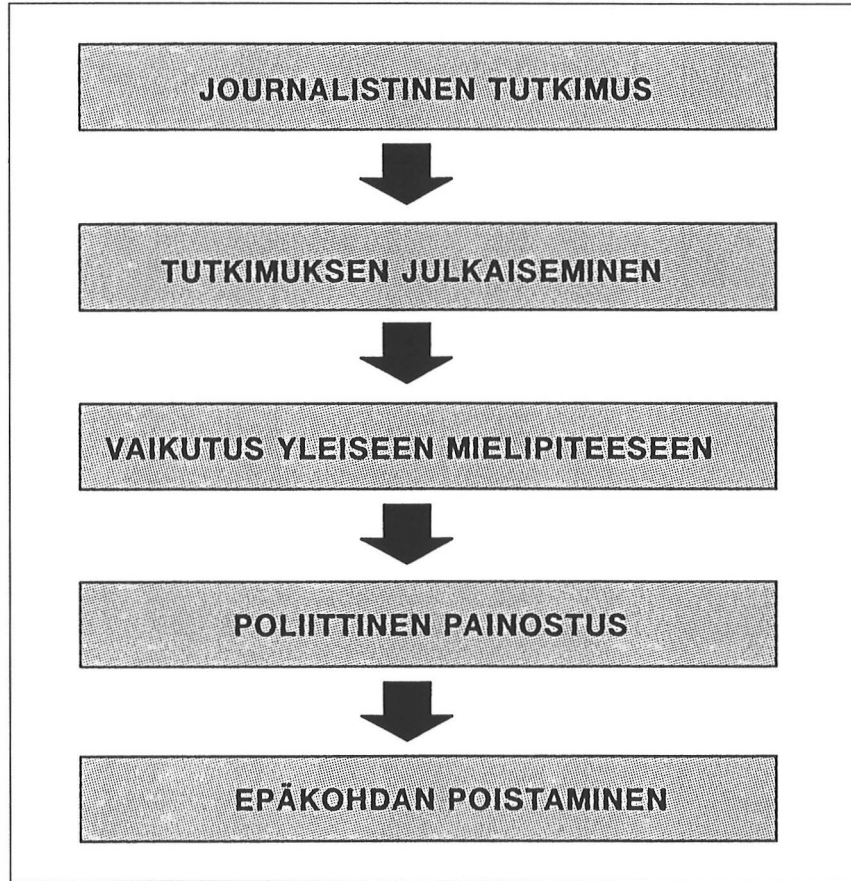 JOURNALISTINEN TUTKIMUS
TUTKIMUKSEN JULKAISEMINEN
VAIKUTUS YLEISEEN MIELIPITEESEEN
POLIITTINEN PAINOSTUS
EPÄKOHDAN POISTAMINEN